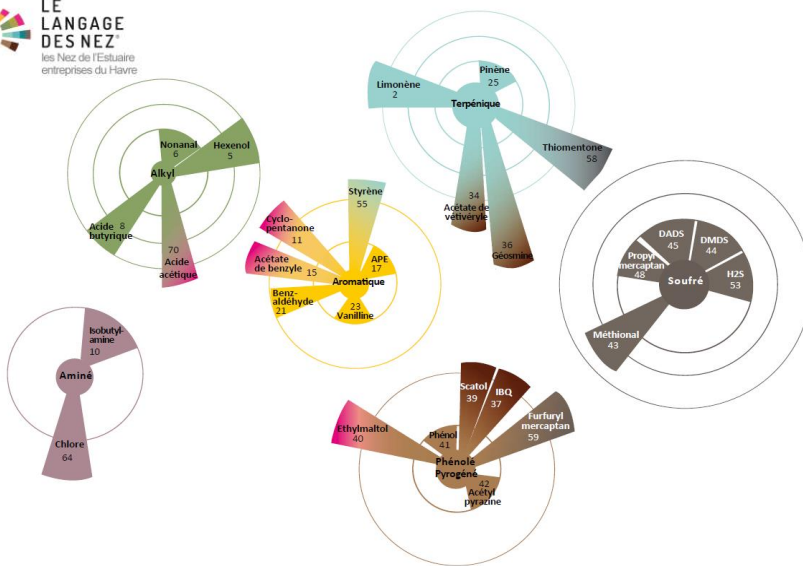 LE
LANGAGE
DES NEZ®
les Nez de l'Estuaire
entreprises du Havre
Pinène
25
Limonène
2
Terpénique
Thiomentone
58
34
Acétate de
vétivéryle
36
Géosmine
Nonanal
6
Hexenol
5
Alkyl
Acide 8
butyrique
70
Acide
acétique
Styrène
55
Cyclo-
pentanone
11
Acétate
de benzyle 15
APE
17
Aromatique
Benz-
aldéhyde
21
23
Vanilline
DADS
45
DMDS
44
Propyl
mercaptan
48
H2S
53
Soufré
Méthional
43
Isobutyl-
amine
10
Aminé
Chlore
64
Scatol
39
IBQ
37
Furfuryl
mercaptan
59
Ethylmaltol
40
Phénol
41
Phénolé
Pyrogéné
42
Acétyl
pyrazine